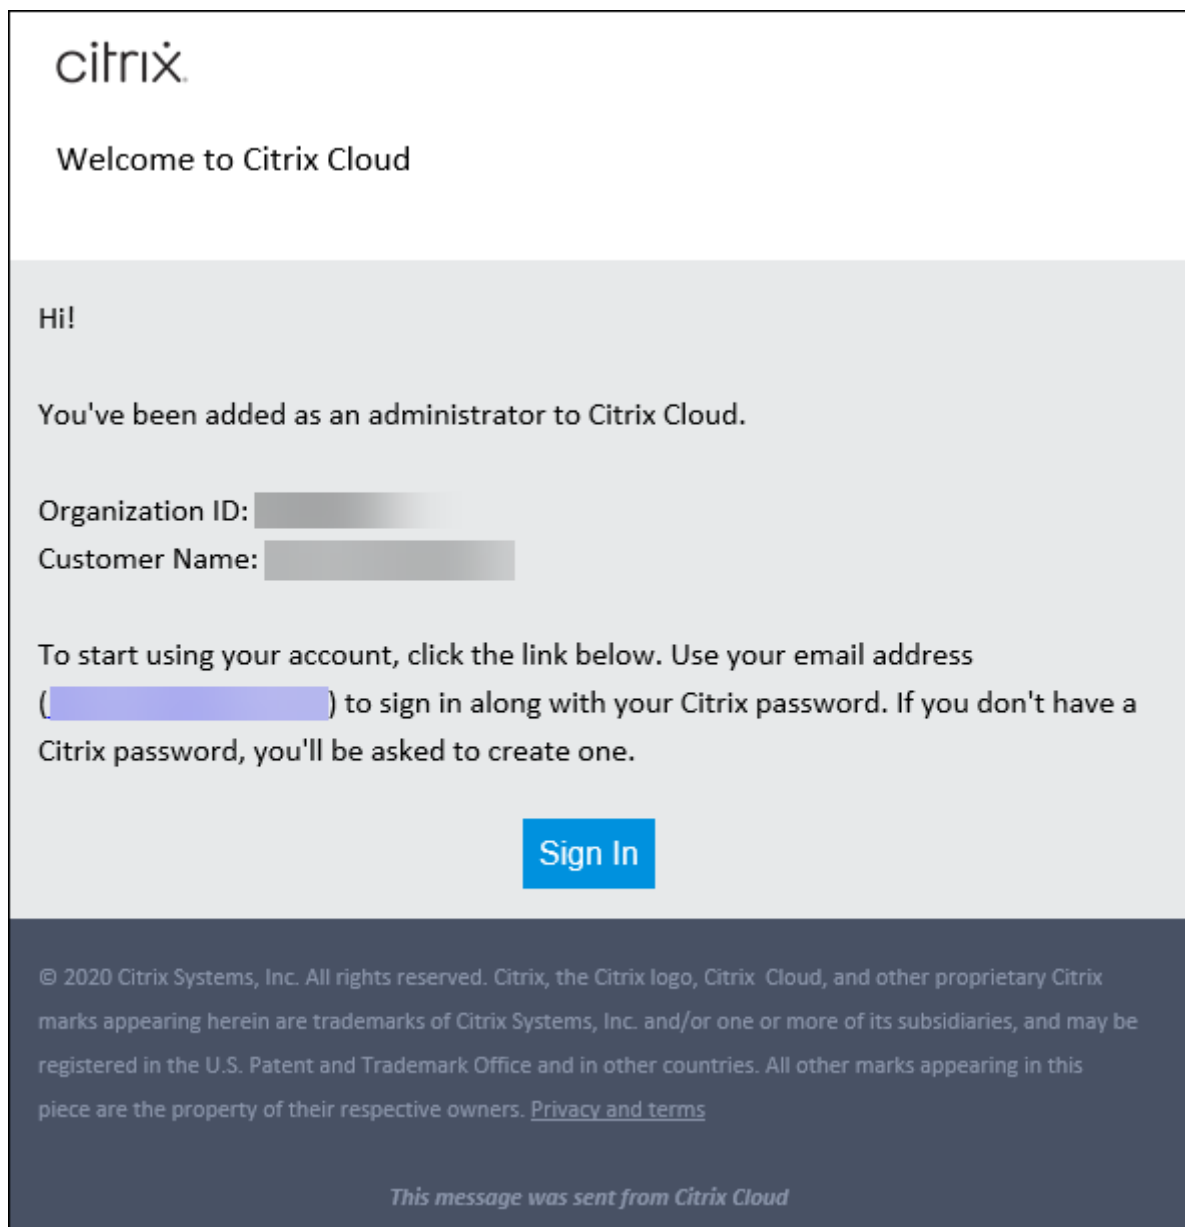 citrix
Welcome to Citrix Cloud
Hi!
You've been added as an administrator to Citrix Cloud.
Organization ID:
Customer Name:
To start using your account, click the link below. Use your email address
( ) to sign in along with your Citrix password. If you don't have a
Citrix password, you'll be asked to create one.
Sign In
© 2020 Citrix Systems, Inc. All rights reserved. Citrix, the Citrix logo, Citrix  Cloud, and other proprietary Citrix
marks appearing herein are trademarks of Citrix Systems, Inc. and/or one or more of its subsidiaries, and may be
registered in the U.S. Patent and Trademark Office and in other countries. All other marks appearing in this
piece are the property of their respective owners. Privacy and terms
This message was sent from Citrix Cloud